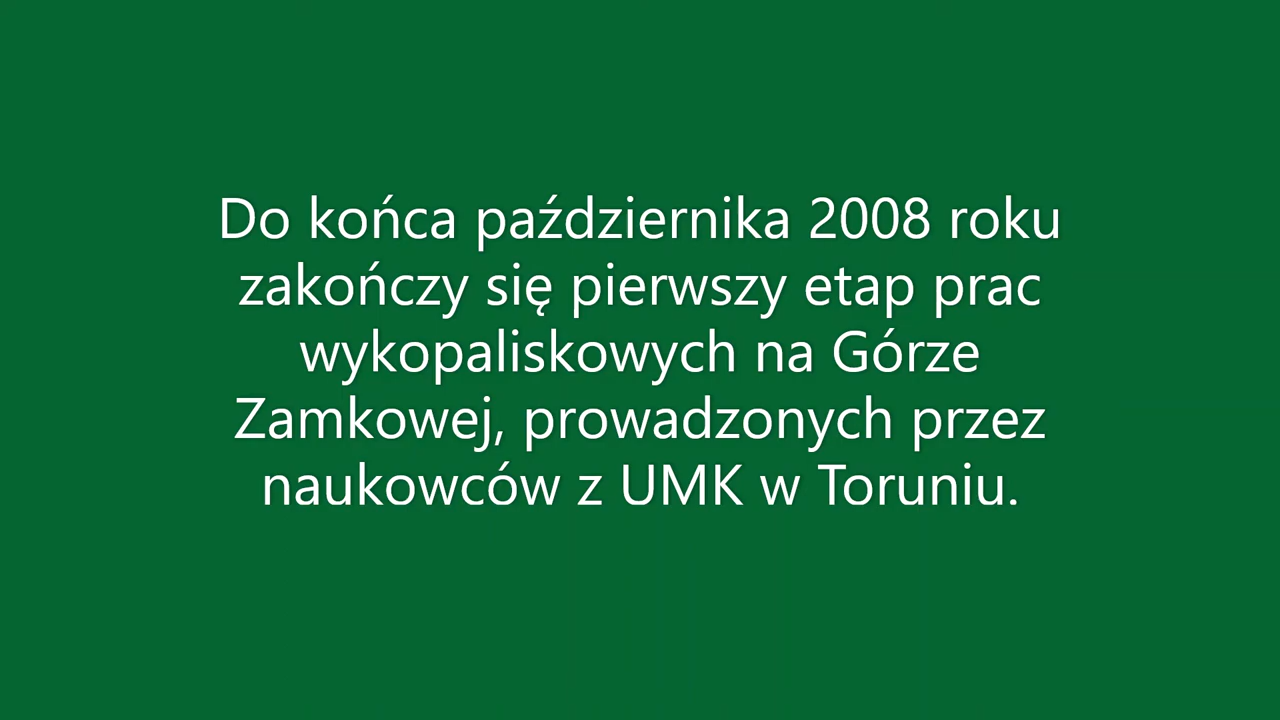 Do końca października 2008 roku
zakończy się pierwszy etap prac
wykopaliskowych na Górze
Zamkowej, prowadzonych przez
naukowców z UMK w Toruniu.